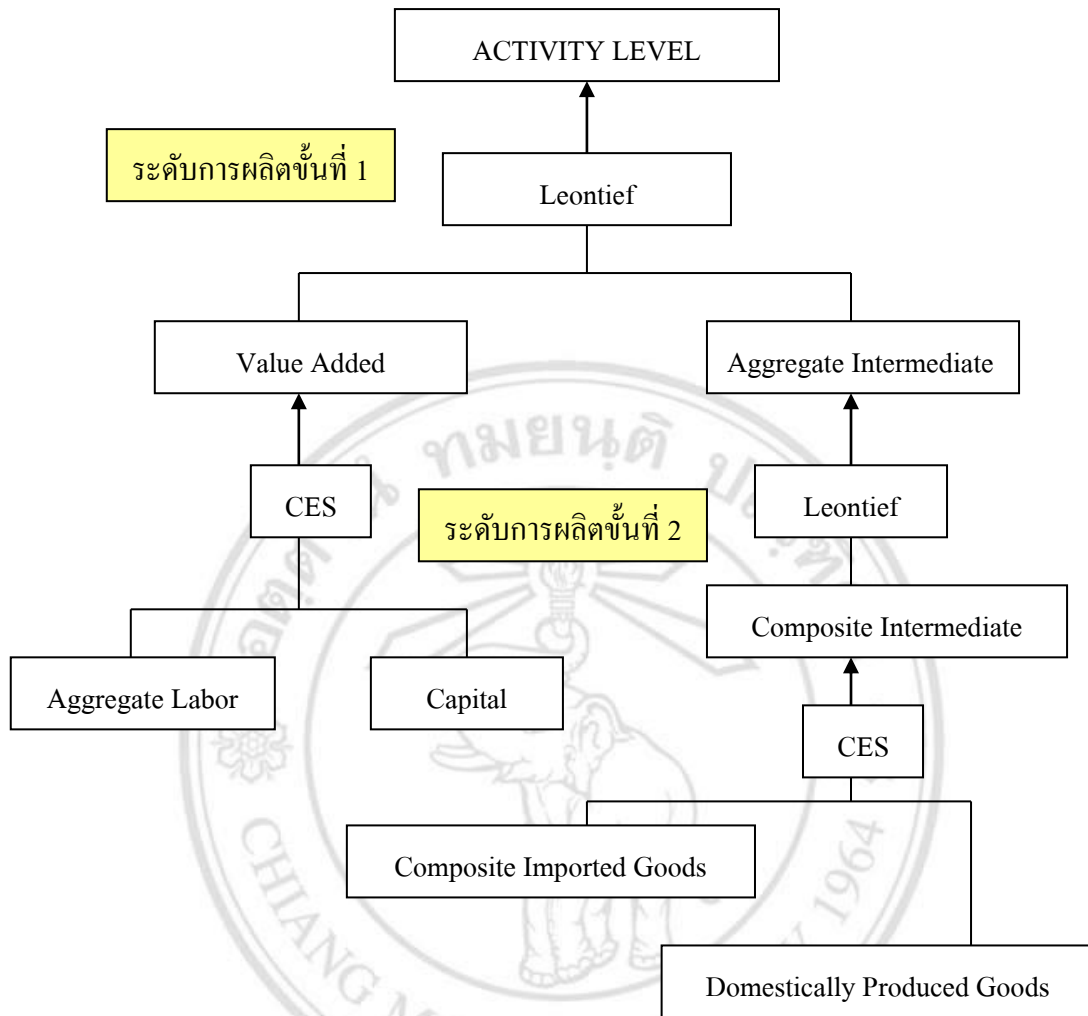 ACTIVITY LEVEL
ระดับการผลิตขั้นที่ 1
Leontief
Value Added
Aggregate Intermediate
CES
ระดับการผลิตขั้นที่ 2
Leontief
Composite Intermediate
Aggregate Labor
Capital
CES
Composite Imported Goods
Domestically Produced Goods
CHIANG
1964